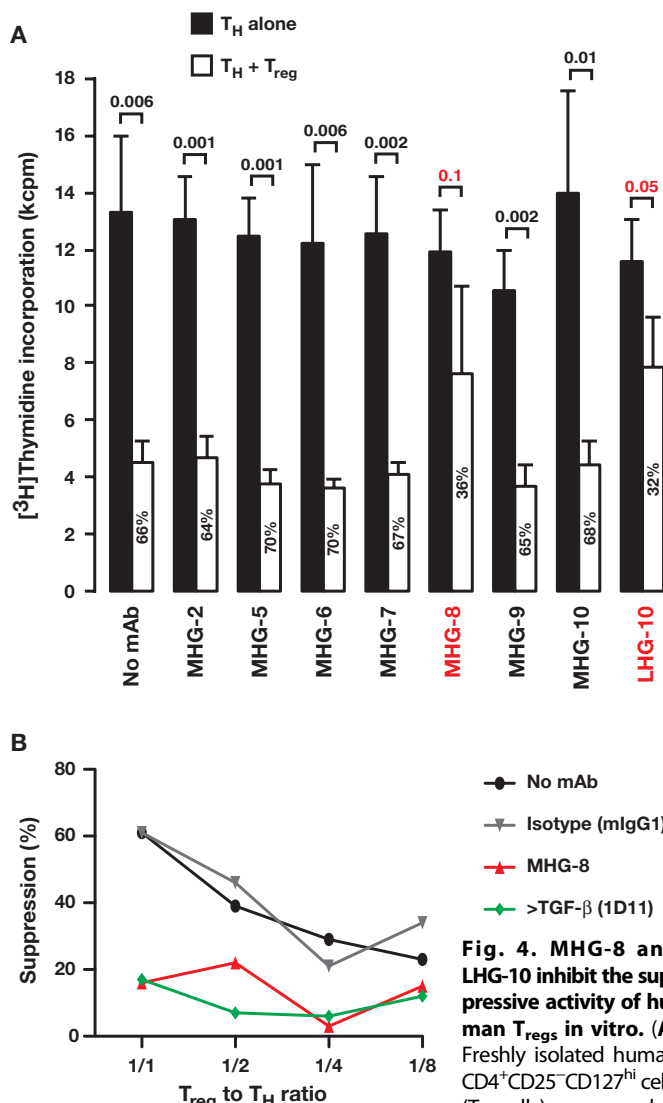 A
T_H alone
T_H + T_reg
[³H]Thymidine incorporation (kcpm)
18
16
14
12
10
8
6
4
2
0
0.006
0.001
0.001
0.006
0.002
0.1
0.002
0.01
0.05
66%
64%
70%
70%
67%
36%
65%
68%
32%
No mAb
MHG-2
MHG-5
MHG-6
MHG-7
MHG-8
MHG-9
MHG-10
LHG-10
B
Suppression (%)
80
60
40
20
0
1/1
1/2
1/4
1/8
T_reg to T_H ratio
No mAb
Isotype (mIgG1)
MHG-8
>TGF-β (1D11)
Fig. 4. MHG-8 an
LHG-10 inhibit the sup
pressive activity of hu
man T_regs in vitro. (A
Freshly isolated human
CD4⁺CD25⁻CD127^hi cel